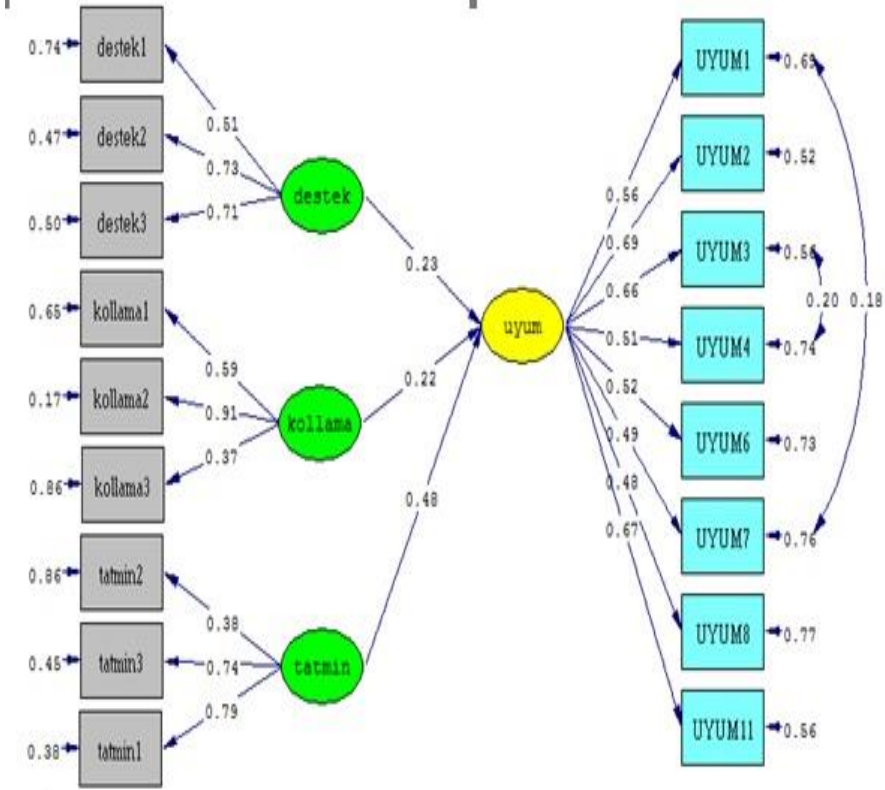 0.74 destek1
0.47 destek2
0.50 destek3
0.65 kollama1
0.17 kollama2
0.86 kollama3
0.86 tatmin2
0.45 tatmin3
0.38 tatmin1
0.51
0.73
0.71
0.59
0.91
0.37
0.38
0.74
0.79
destek
kollama
tatmin
0.23
0.22
0.48
uyum
0.56
0.69
0.66
0.51
0.52
0.49
0.48
0.67
UYUM1
UYUM2 0.52
UYUM3 0.56
UYUM4 0.74
UYUM6 0.73
UYUM7 0.76
UYUM8 0.77
UYUM11 0.56
0.20 0.18